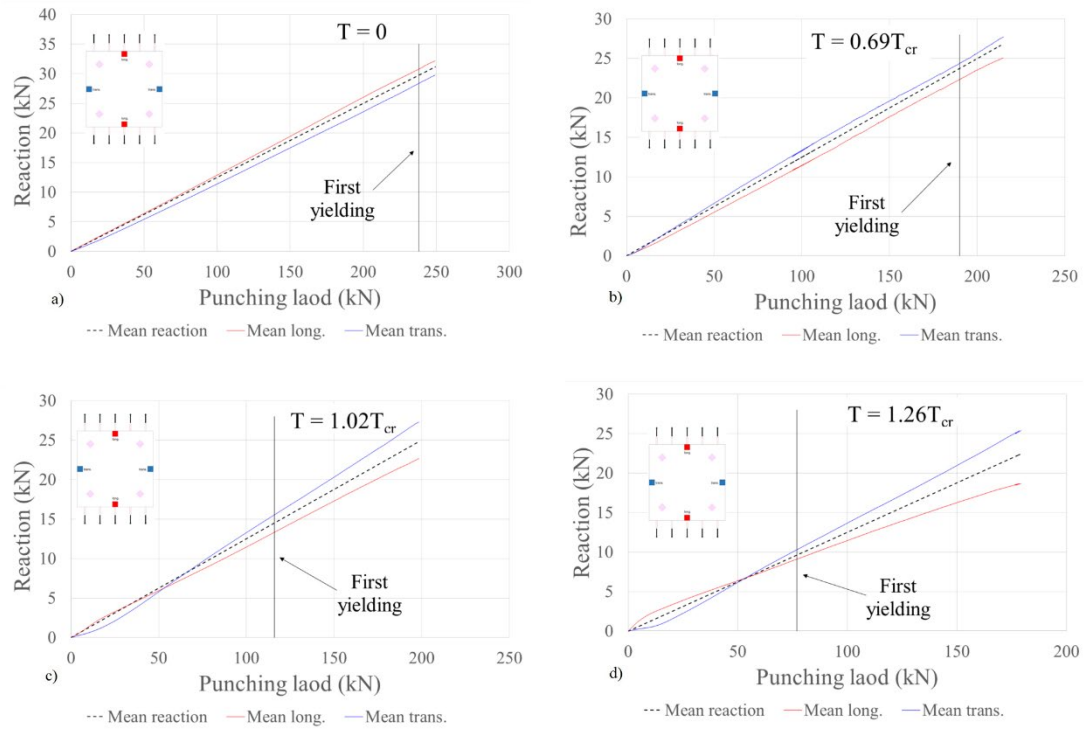 T = 0
Reaction (kN)
40
35
30
25
20
15
10
5
0
First
yielding
0 50 100 150 200 250 300
a)
Punching laod (kN)
Mean reaction Mean long. Mean trans.
T = 0.69Tcr
Reaction (kN)
30
25
20
15
10
5
0
First
yielding
0 50 100 150 200 250
b)
Punching laod (kN)
Mean reaction Mean long. Mean trans.
T = 1.02Tcr
Reaction (kN)
30
25
20
15
10
5
0
First
yielding
0 50 100 150 200 250
c)
Punching laod (kN)
Mean reaction Mean long. Mean trans.
T = 1.26Tcr
Reaction (kN)
30
25
20
15
10
5
0
First
yielding
0 50 100 150 200
d)
Punching laod (kN)
Mean reaction Mean long. Mean trans.